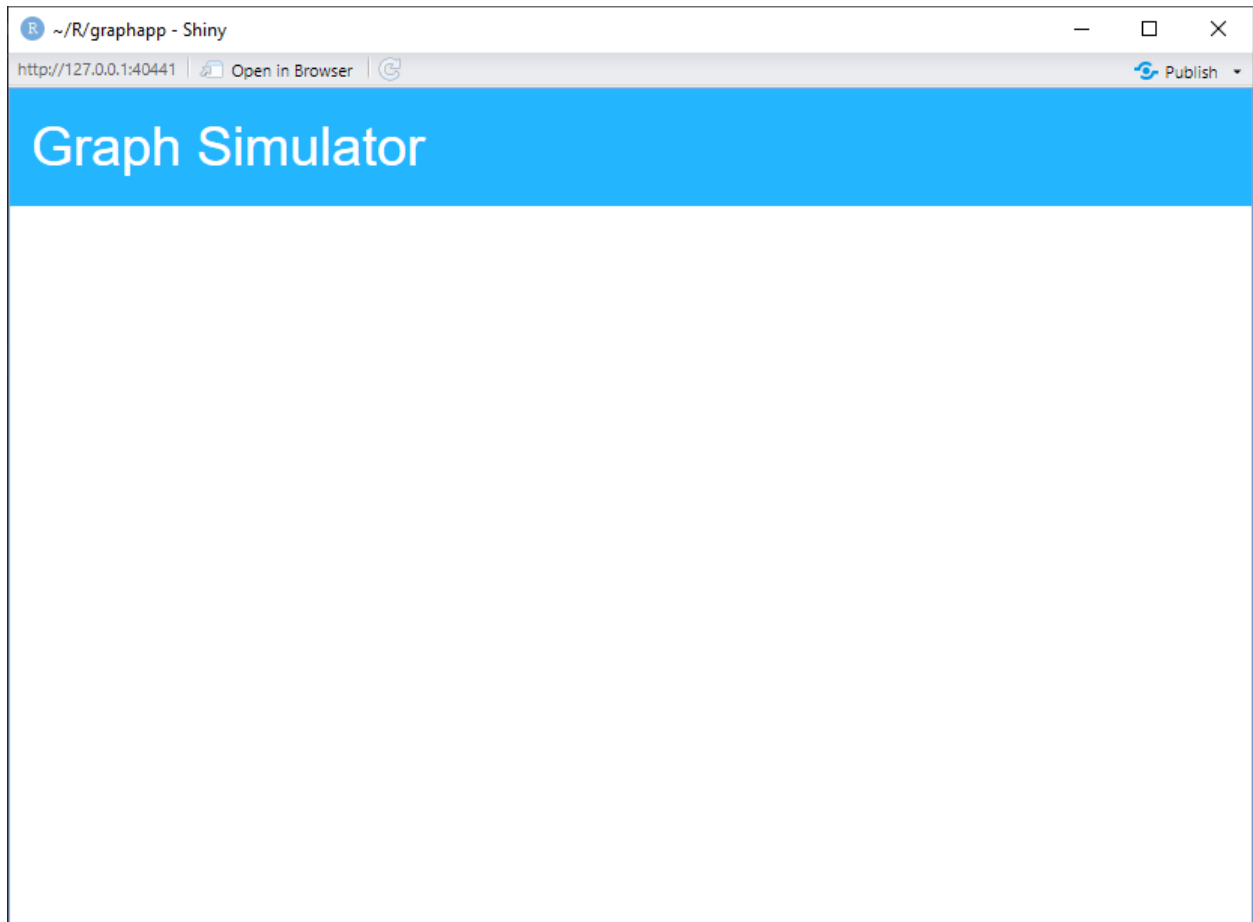 R ~/R/graphapp - Shiny
http://127.0.0.1:40441 Open in Browser Publish
Graph Simulator